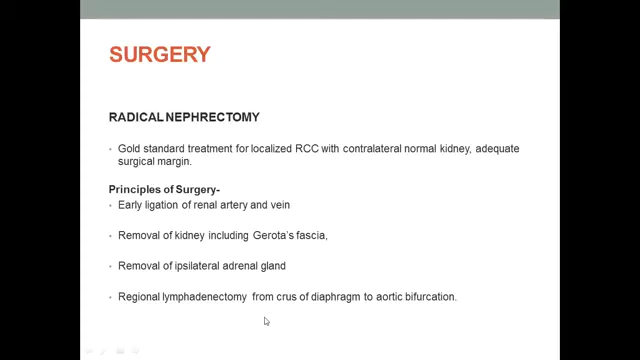 SURGERY
RADICAL NEPHRECTOMY
Gold standard treatment for localized RCC with contralateral normal kidney, adequate
surgical margin.
Principles of Surgery-
Early ligation of renal artery and vein
Removal of kidney including Gerota's fascia,
Removal of ipsilateral adrenal gland
Regional lymphadenectomy from crus of diaphragm to aortic bifurcation.